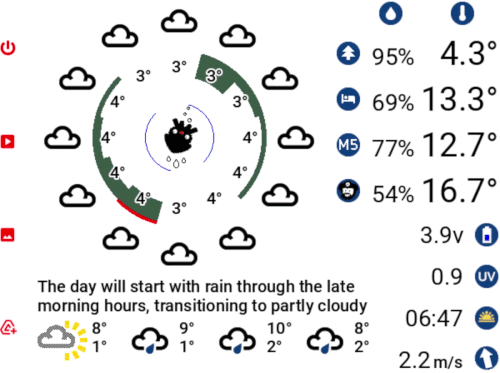 95% 4.3°
69% 13.3°
M5 77% 12.7°
54% 16.7°
3.9v
0.9 UV
06:47
2.2 m/s
3°
3°
3°
4°
4°
4°
3°
4°
4°
4°
4°
3°
The day will start with rain through the late
morning hours, transitioning to partly cloudy
8° 9° 10° 8°
1° 1° 2° 2°